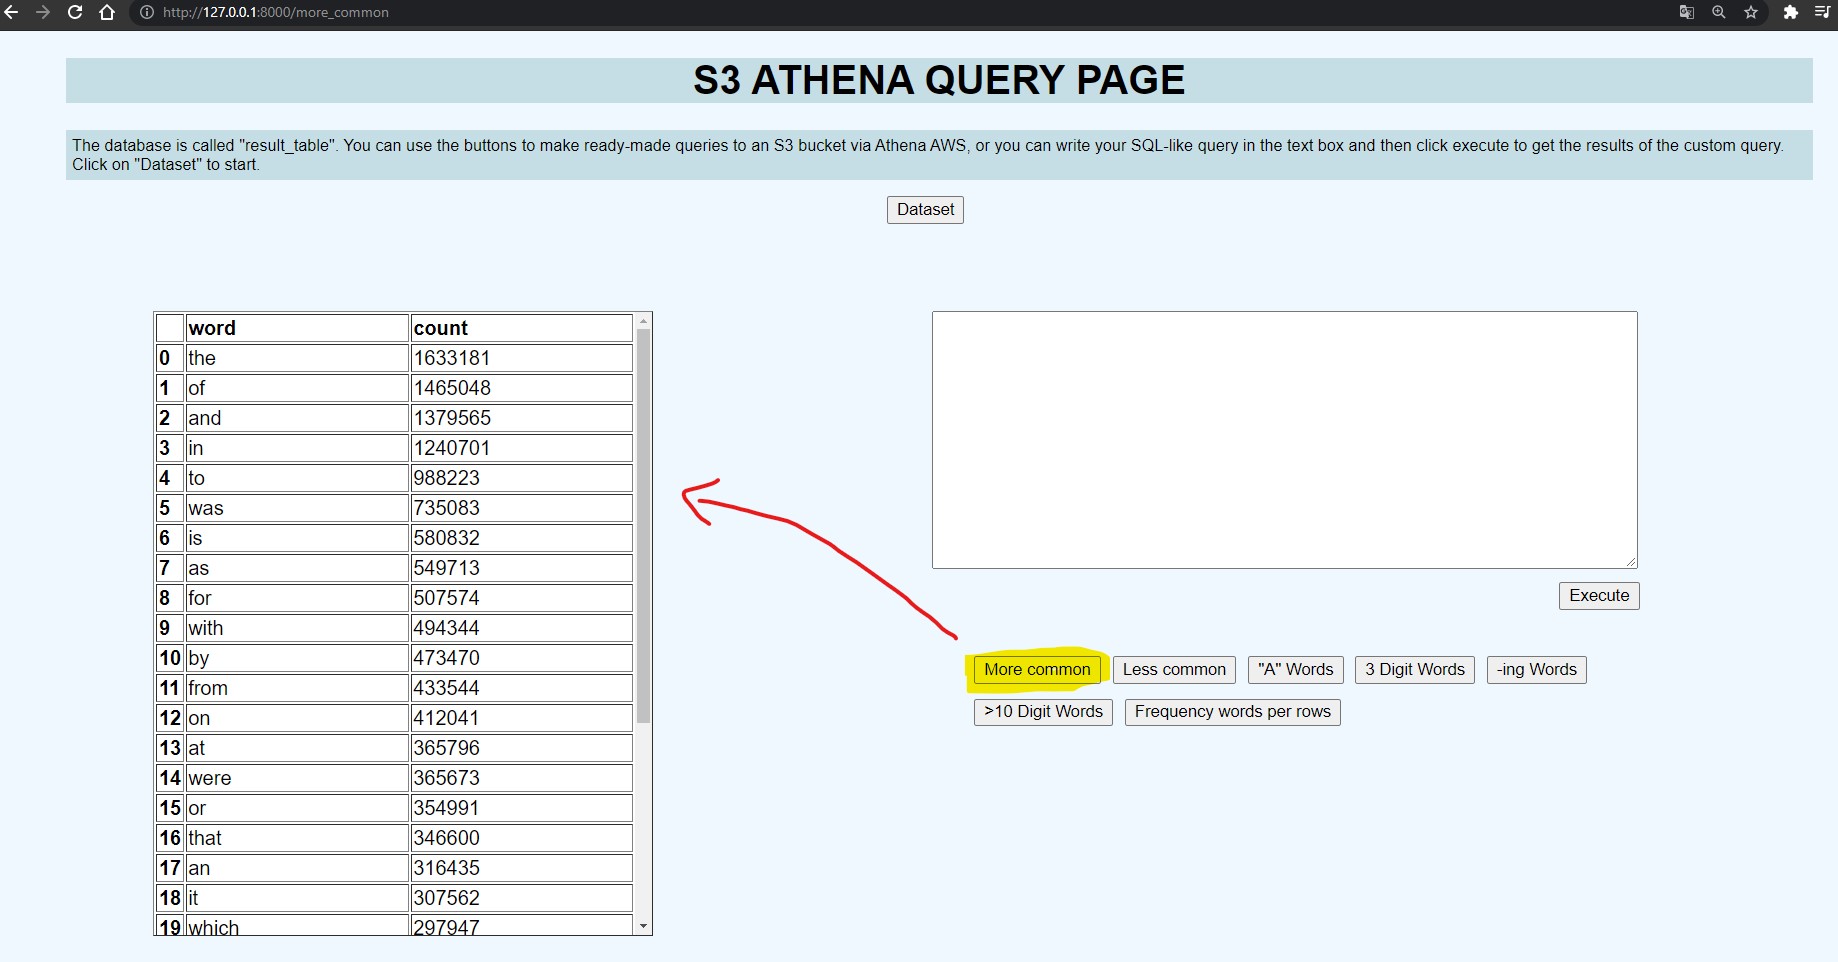 http://127.0.0.1:8000/more_common
S3 ATHENA QUERY PAGE
The database is called "result_table". You can use the buttons to make ready-made queries to an S3 bucket via Athena AWS, or you can write your SQL-like query in the text box and then click execute to get the results of the custom query.
Click on "Dataset" to start.
Dataset
word count
0 the 1633181
1 of 1465048
2 and 1379565
3 in 1240701
4 to 988223
5 was 735083
6 is 580832
7 as 549713
8 for 507574
9 with 494344
10 by 473470
11 from 433544
12 on 412041
13 at 365796
14 were 365673
15 or 354991
16 that 346600
17 an 316435
18 it 307562
19 which 297947
Execute
More common Less common "A" Words 3 Digit Words -ing Words
>10 Digit Words Frequency words per rows